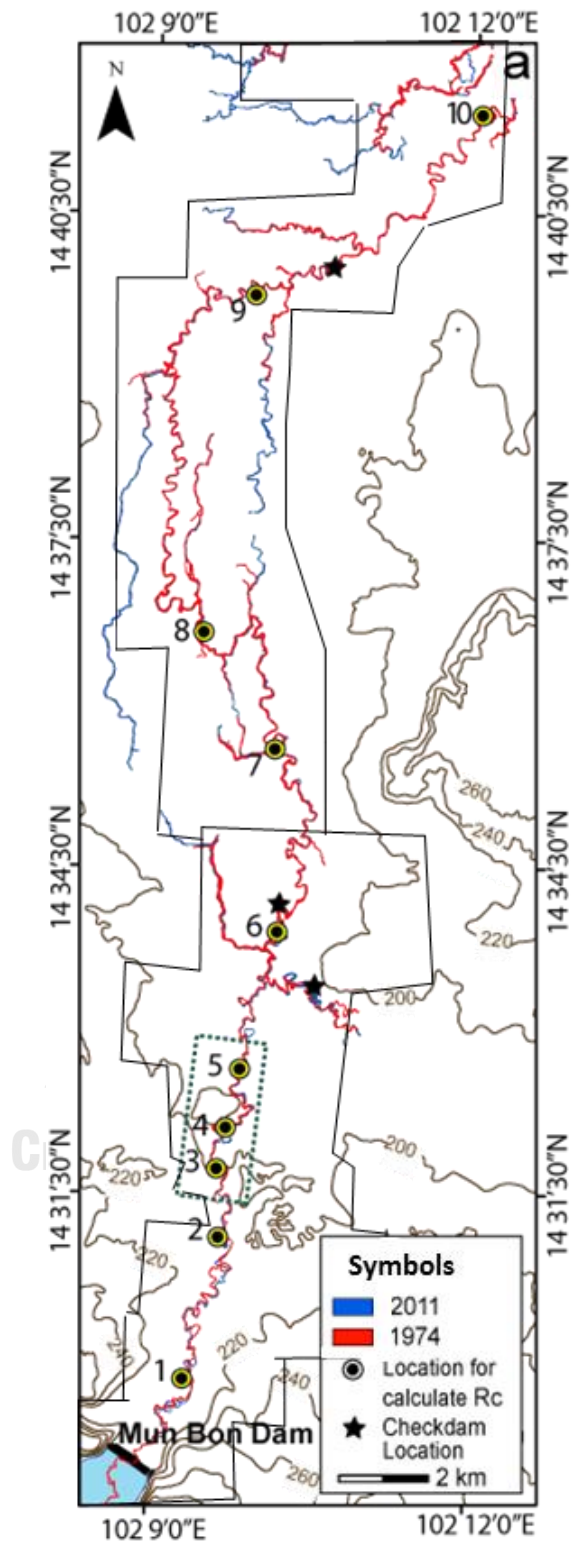 102 9′0″E
102 12′0″E
a
N
10
14 40′30″N
14 40′30″N
9
14 37′30″N
14 37′30″N
8
7
260
240
14 34′30″N
14 34′30″N
220
6
200
5
4
200
3
220
14 31′30″N
14 31′30″N
2
220
Symbols
2011
1974
220
240
1
240
Location for
calculate Rc
Checkdam
Location
Mun Bon Dam
260
2 km
102 9′0″E
102 12′0″E